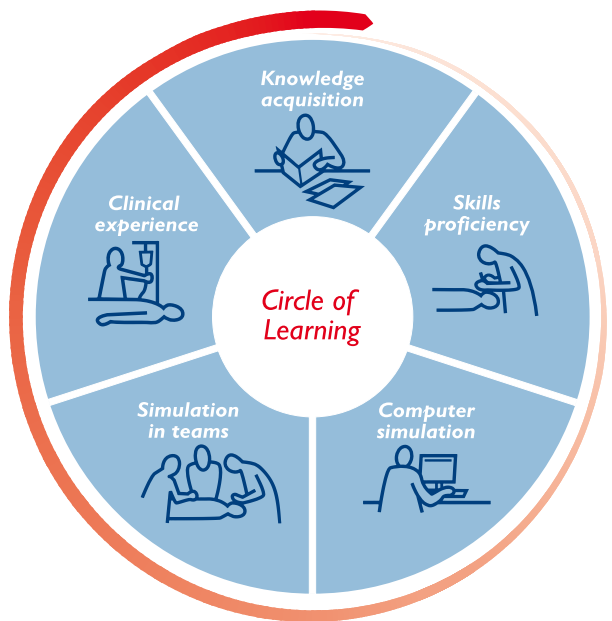 Knowledge
acquisition
Skills
proficiency
Computer
simulation
Simulation
in teams
Clinical
experience
Circle of
Learning